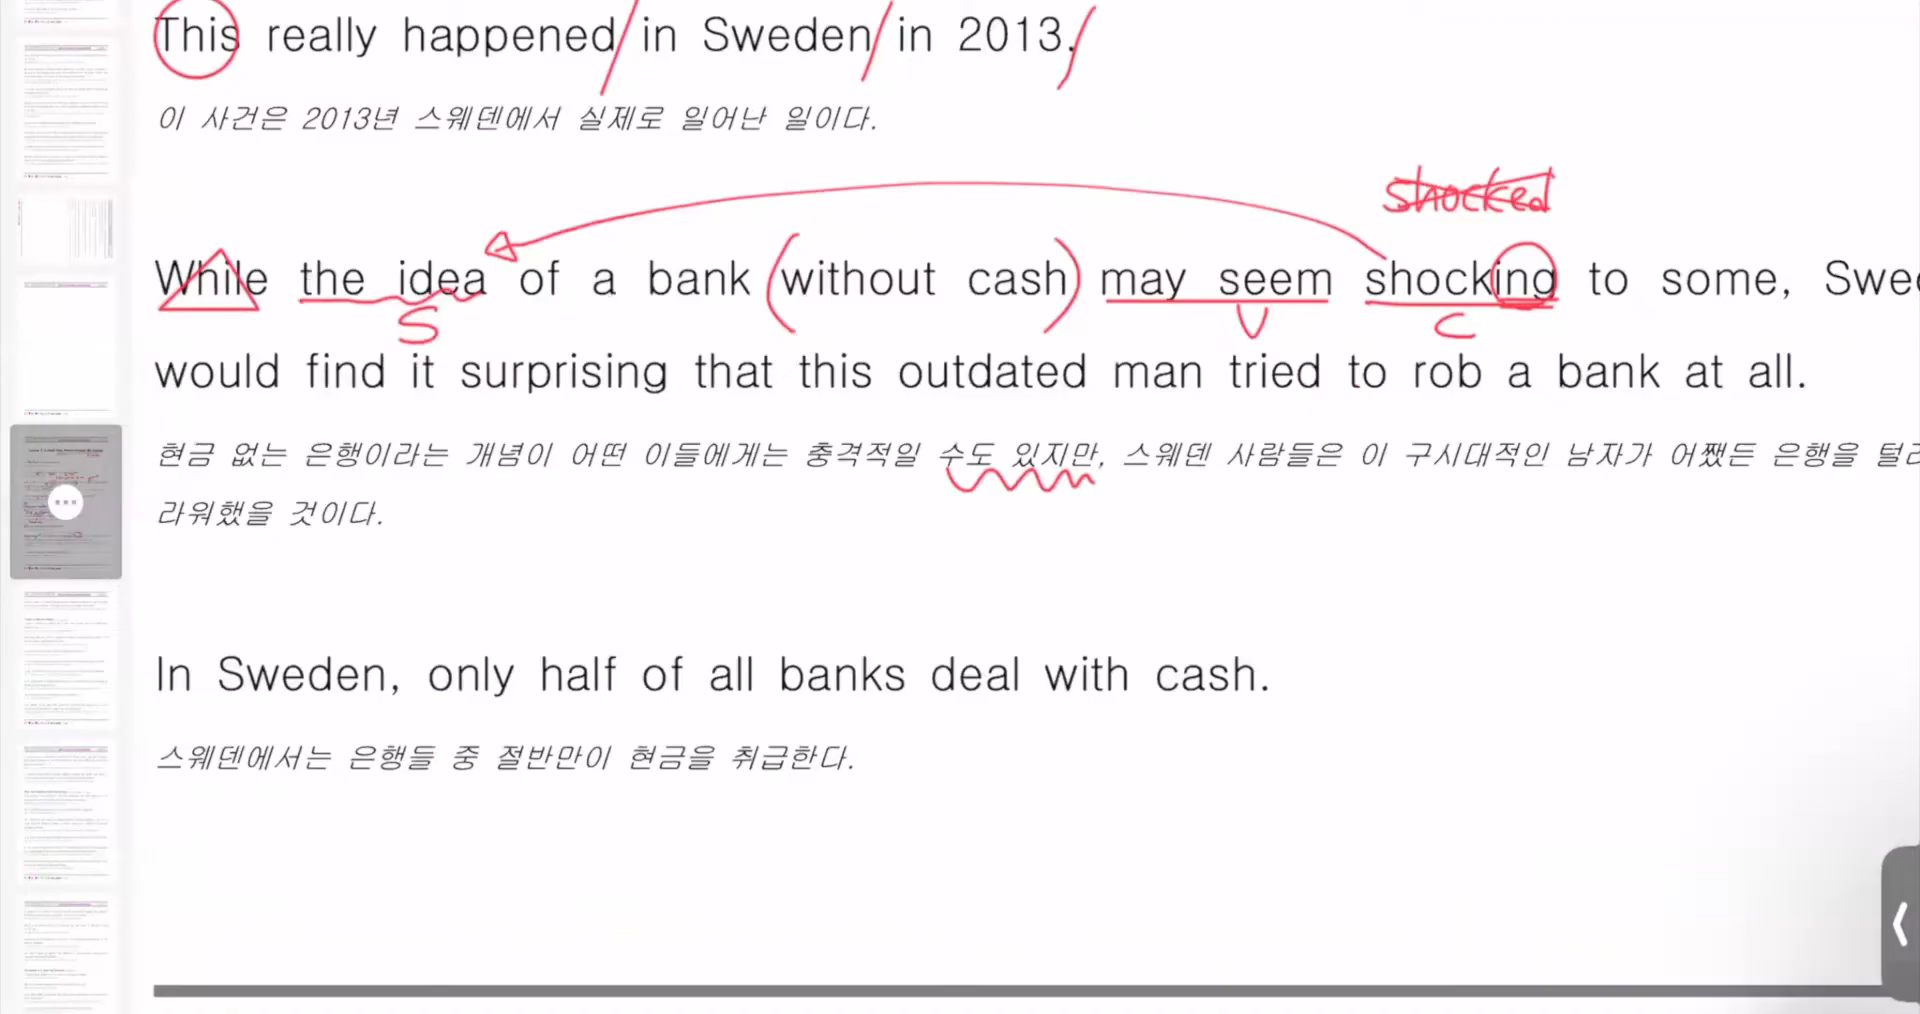 This really happened in Sweden in 2013.
이 사건은 2013년 스웨덴에서 실제로 일어난 일이다.
shocked
While the idea of a bank (without cash) may seem shocking to some, Swe
S V C
would find it surprising that this outdated man tried to rob a bank at all.
현금 없는 은행이라는 개념이 어떤 이들에게는 충격적일 수도 있지만, 스웨덴 사람들은 이 구시대적인 남자가 어쨌든 은행을 털
라워했을 것이다.
In Sweden, only half of all banks deal with cash.
스웨덴에서는 은행들 중 절반만이 현금을 취급한다.